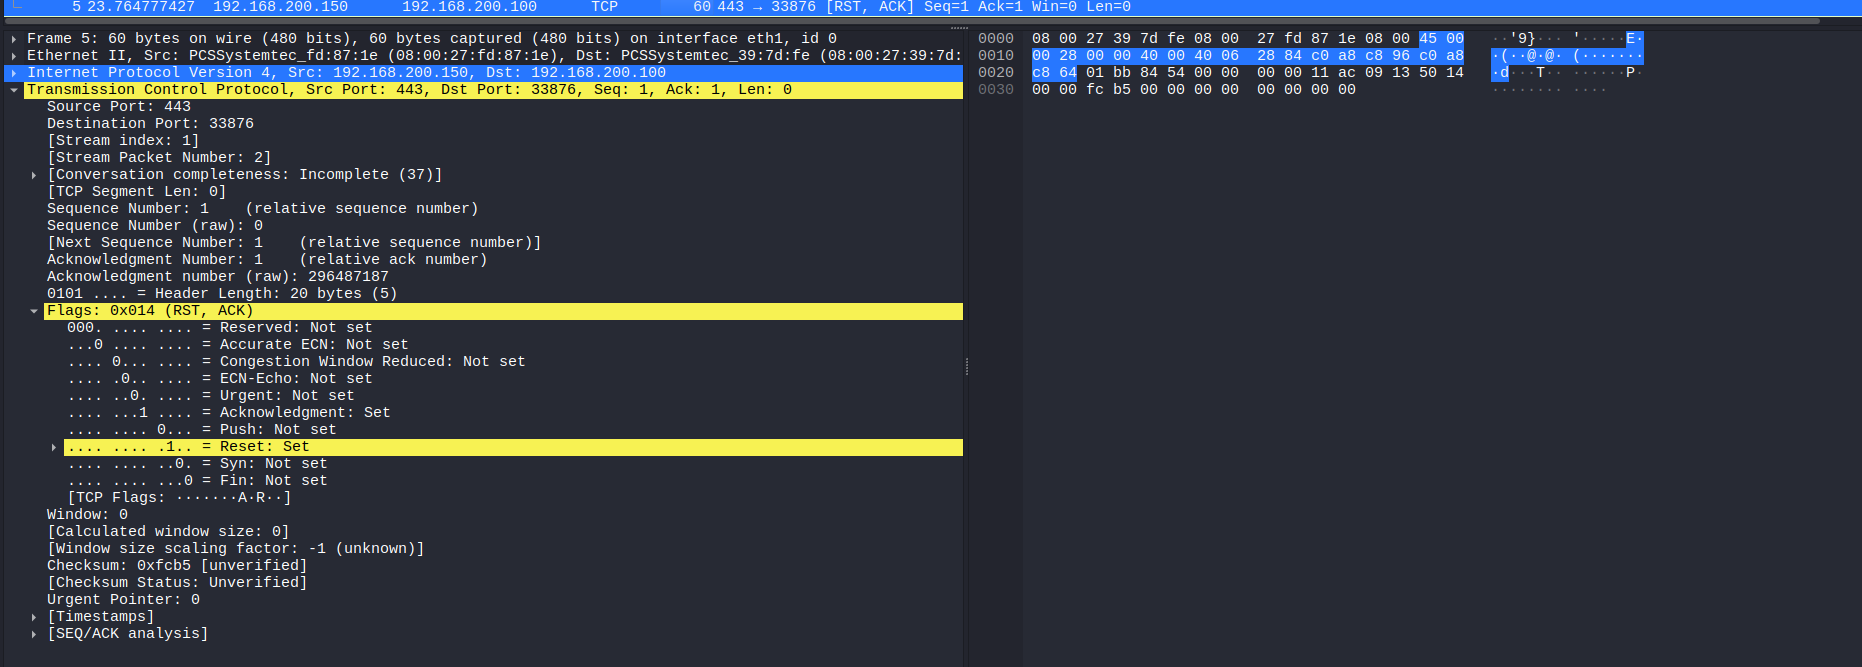 5 23.764777427 192.168.200.150 192.168.200.100 TCP 60 443 → 33876 [RST, ACK] Seq=1 Ack=1 Win=0 Len=0
Frame 5: 60 bytes on wire (480 bits), 60 bytes captured (480 bits) on interface eth1, id 0
Ethernet II, Src: PCSSystemtec_fd:87:1e (08:00:27:fd:87:1e), Dst: PCSSystemtec_39:7d:fe (08:00:27:39:7d:
Internet Protocol Version 4, Src: 192.168.200.150, Dst: 192.168.200.100
Transmission Control Protocol, Src Port: 443, Dst Port: 33876, Seq: 1, Ack: 1, Len: 0
Source Port: 443
Destination Port: 33876
[Stream index: 1]
[Stream Packet Number: 2]
[Conversation completeness: Incomplete (37)]
[TCP Segment Len: 0]
Sequence Number: 1    (relative sequence number)
Sequence Number (raw): 0
[Next Sequence Number: 1    (relative sequence number)]
Acknowledgment Number: 1    (relative ack number)
Acknowledgment number (raw): 296487187
0101 .... = Header Length: 20 bytes (5)
Flags: 0x014 (RST, ACK)
000. .... .... = Reserved: Not set
...0 .... .... = Accurate ECN: Not set
.... 0... .... = Congestion Window Reduced: Not set
.... .0.. .... = ECN-Echo: Not set
.... ..0. .... = Urgent: Not set
.... ...1 .... = Acknowledgment: Set
.... .... 0... = Push: Not set
.... .... .1.. = Reset: Set
.... .... ..0. = Syn: Not set
.... .... ...0 = Fin: Not set
[TCP Flags: ·······A·R··]
Window: 0
[Calculated window size: 0]
[Window size scaling factor: -1 (unknown)]
Checksum: 0xfcb5 [unverified]
[Checksum Status: Unverified]
Urgent Pointer: 0
[Timestamps]
[SEQ/ACK analysis]
0000 08 00 27 39 7d fe 08 00 27 fd 87 1e 08 00 45 00 ··'9}··· '·····E·
0010 00 28 00 00 40 00 40 06 28 84 c0 a8 c8 96 c0 a8 ·(··@·@· (·······
0020 c8 64 01 bb 84 54 00 00 00 00 11 ac 09 13 50 14 ·d···T·· ······P·
0030 00 00 fc b5 00 00 00 00 00 00 00 00 ········ ····